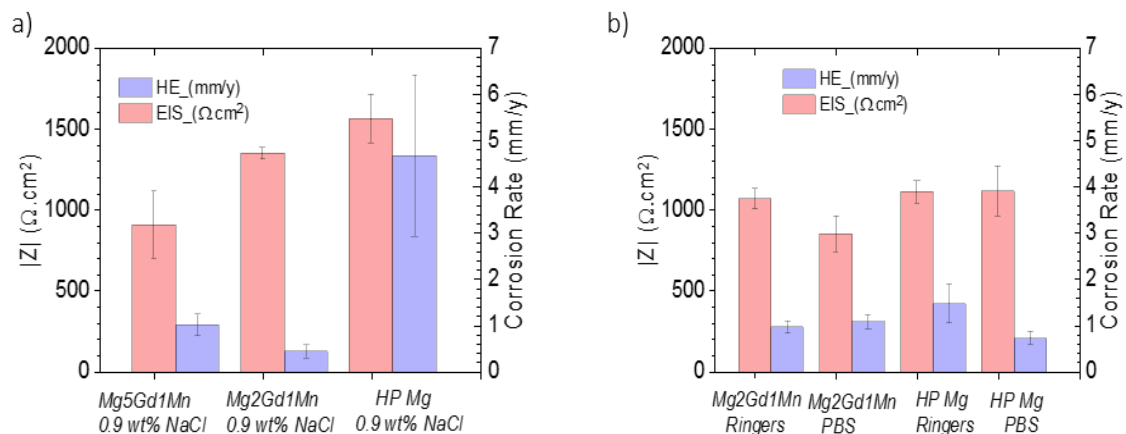 a)
2000
1500
1000
500
0
|Z| (Ω.cm²)
HE_(mm/y)
EIS_(Ωcm²)
7
6
5
4
3
2
1
0
Corrosion Rate (mm/y)
Mg5Gd1Mn
0.9 wt% NaCl
Mg2Gd1Mn
0.9 wt% NaCl
HP Mg
0.9 wt% NaCl
b)
2000
1500
1000
500
0
|Z| (Ω.cm²)
HE_(mm/y)
EIS_(Ωcm²)
7
6
5
4
3
2
1
0
Corrosion Rate (mm/y)
Mg2Gd1Mn
Ringers
Mg2Gd1Mn
PBS
HP Mg
Ringers
HP Mg
PBS